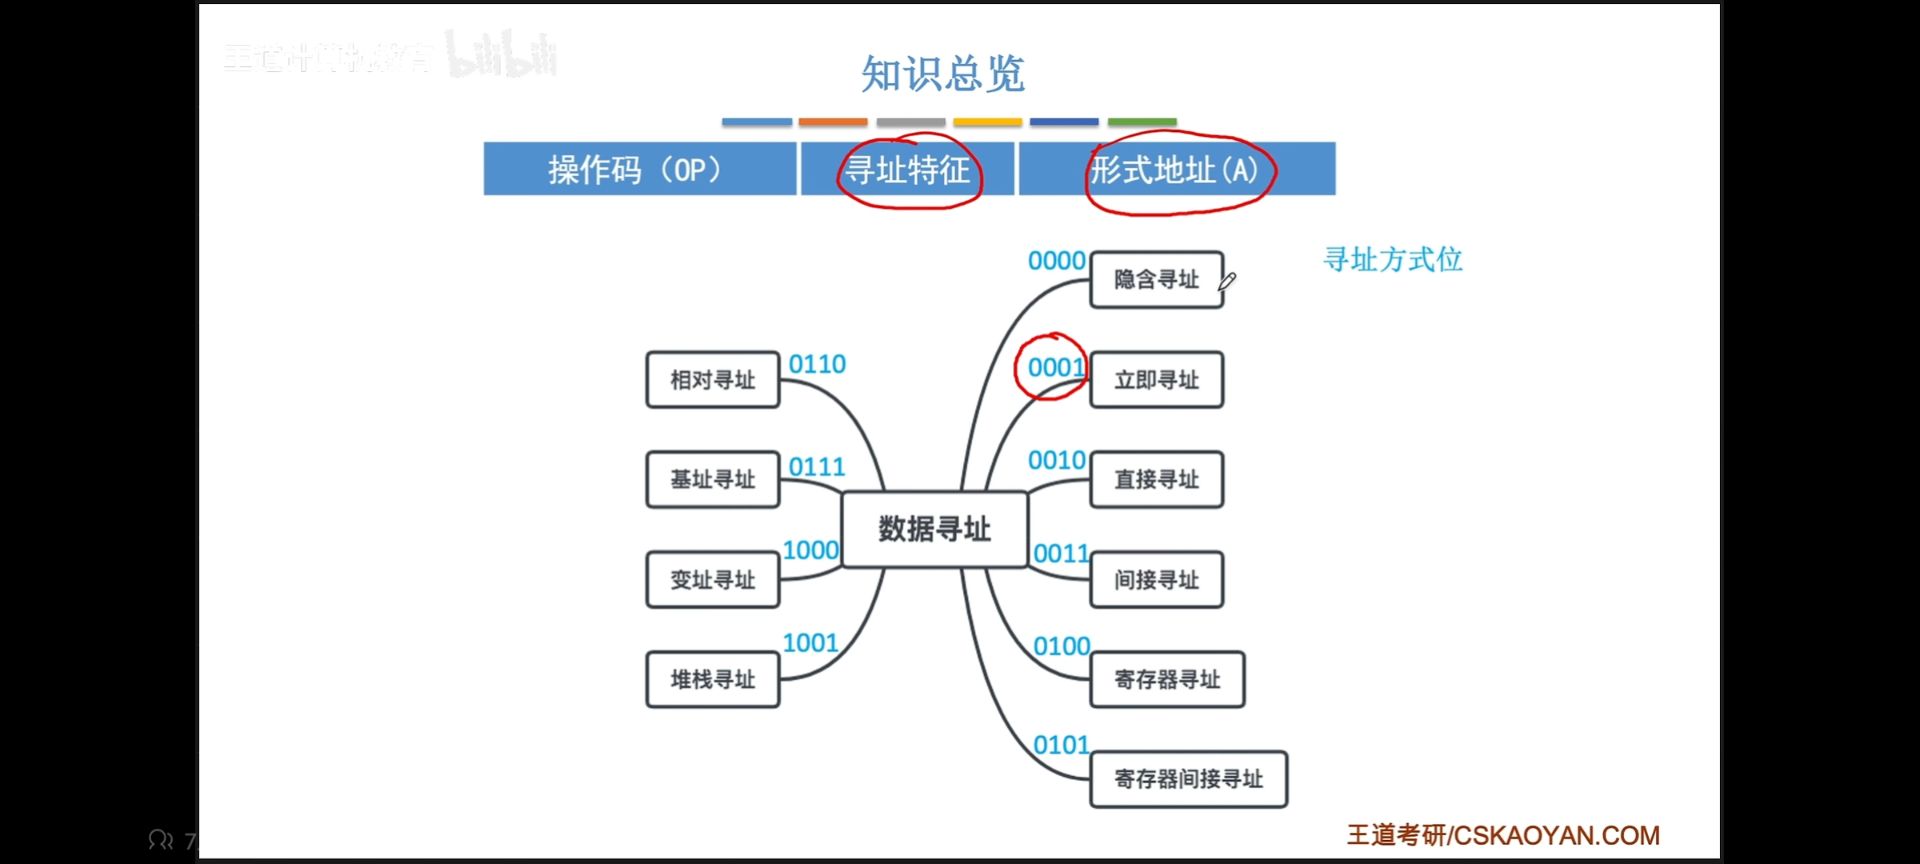 王道计算机教育 bilibili
知识总览
操作码（OP） 寻址特征 形式地址(A)
0000 隐含寻址 寻址方式位
相对寻址 0110 0001 立即寻址
基址寻址 0111 0010 直接寻址
数据寻址
变址寻址 1000 0011 间接寻址
堆栈寻址 1001 0100 寄存器寻址
0101 寄存器间接寻址
王道考研/CSKAOYAN.COM